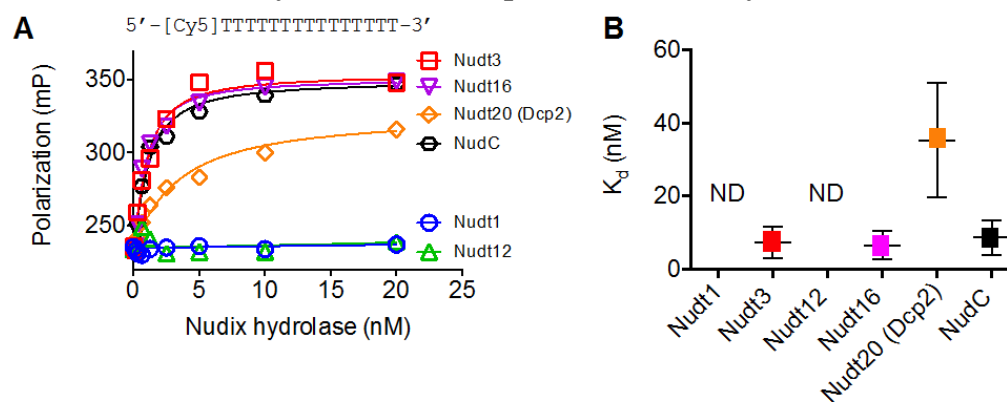 5′-[Cy5]TTTTTTTTTTTTTTT-3′
A
Polarization (mP)
350
300
250
0
5
10
15
20
25
Nudix hydrolase (nM)
Nudt3
Nudt16
Nudt20 (Dcp2)
NudC
Nudt1
Nudt12
B
Kd (nM)
60
40
20
0
ND
ND
Nudt1
Nudt3
Nudt12
Nudt16
Nudt20 (Dcp2)
NudC